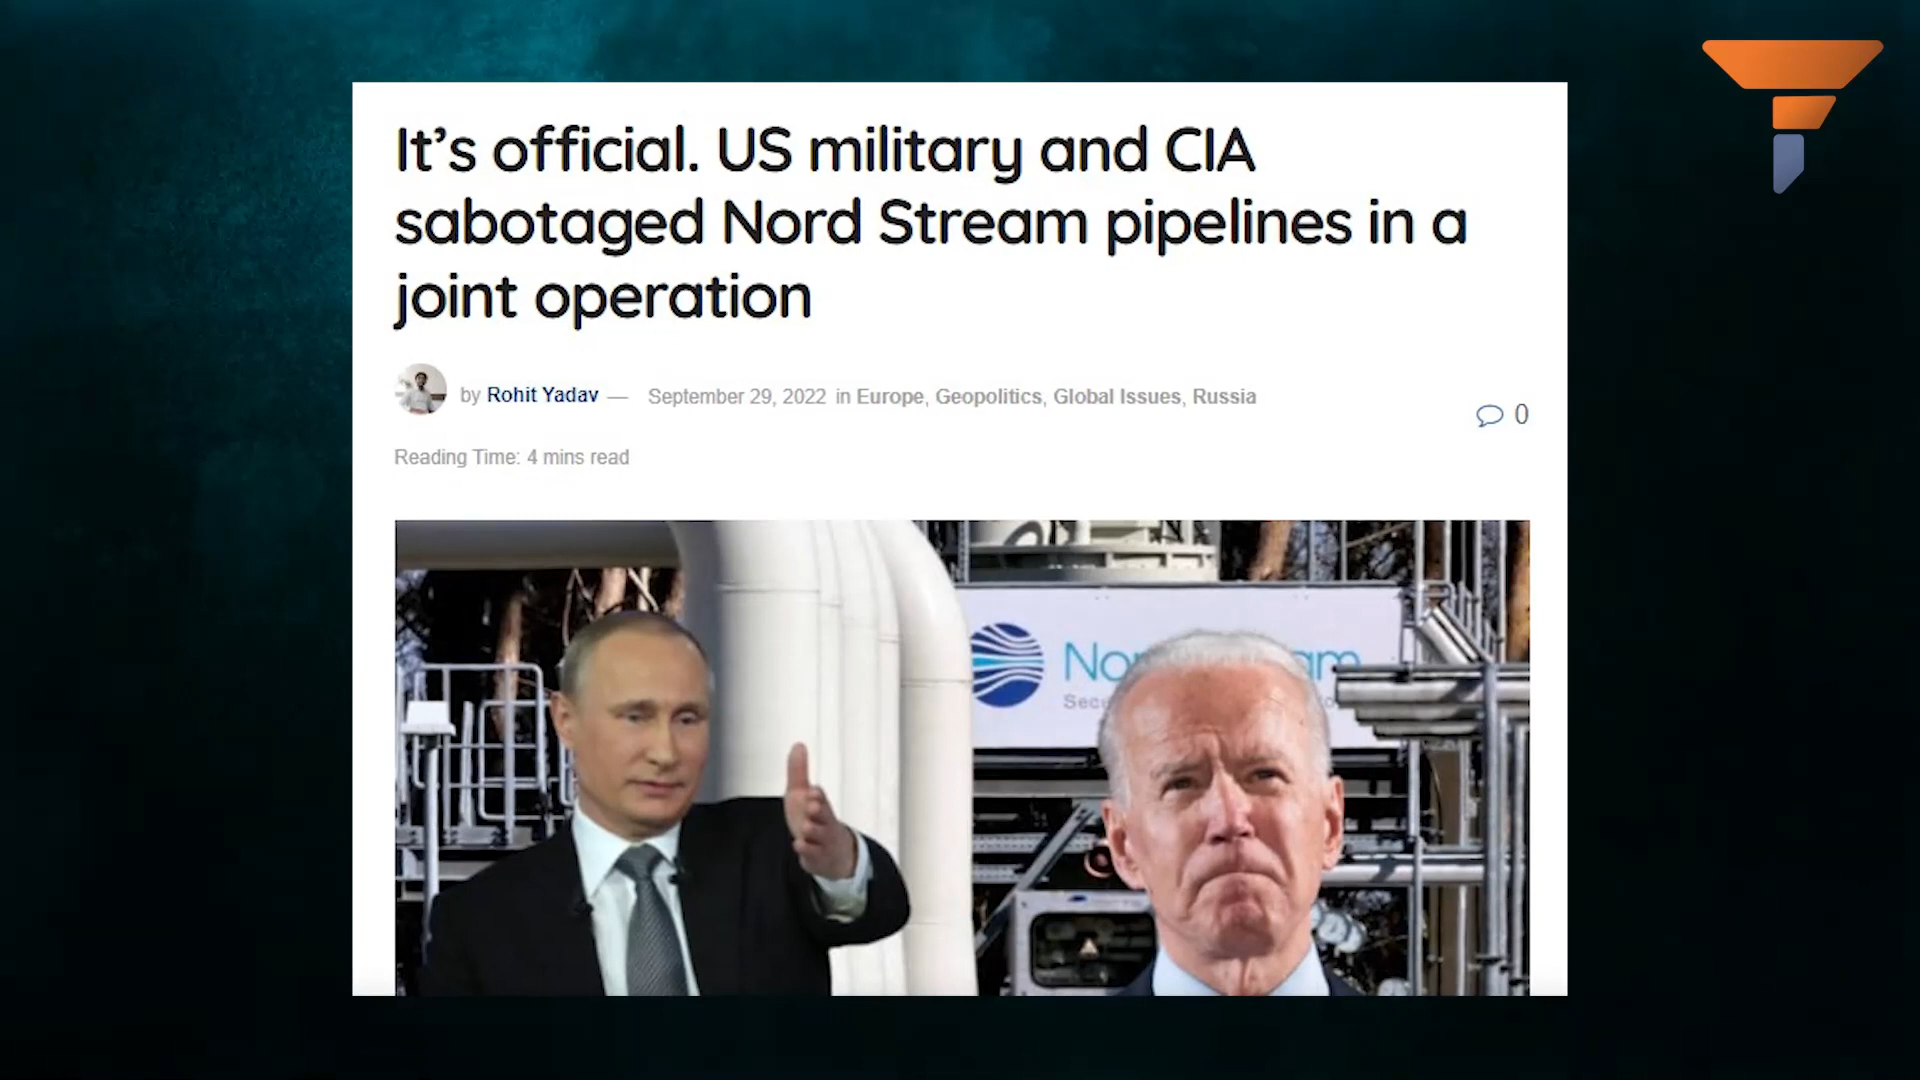 It’s official. US military and CIA
sabotaged Nord Stream pipelines in a
joint operation
by Rohit Yadav — September 29, 2022 in Europe, Geopolitics, Global Issues, Russia
0
Reading Time: 4 mins read